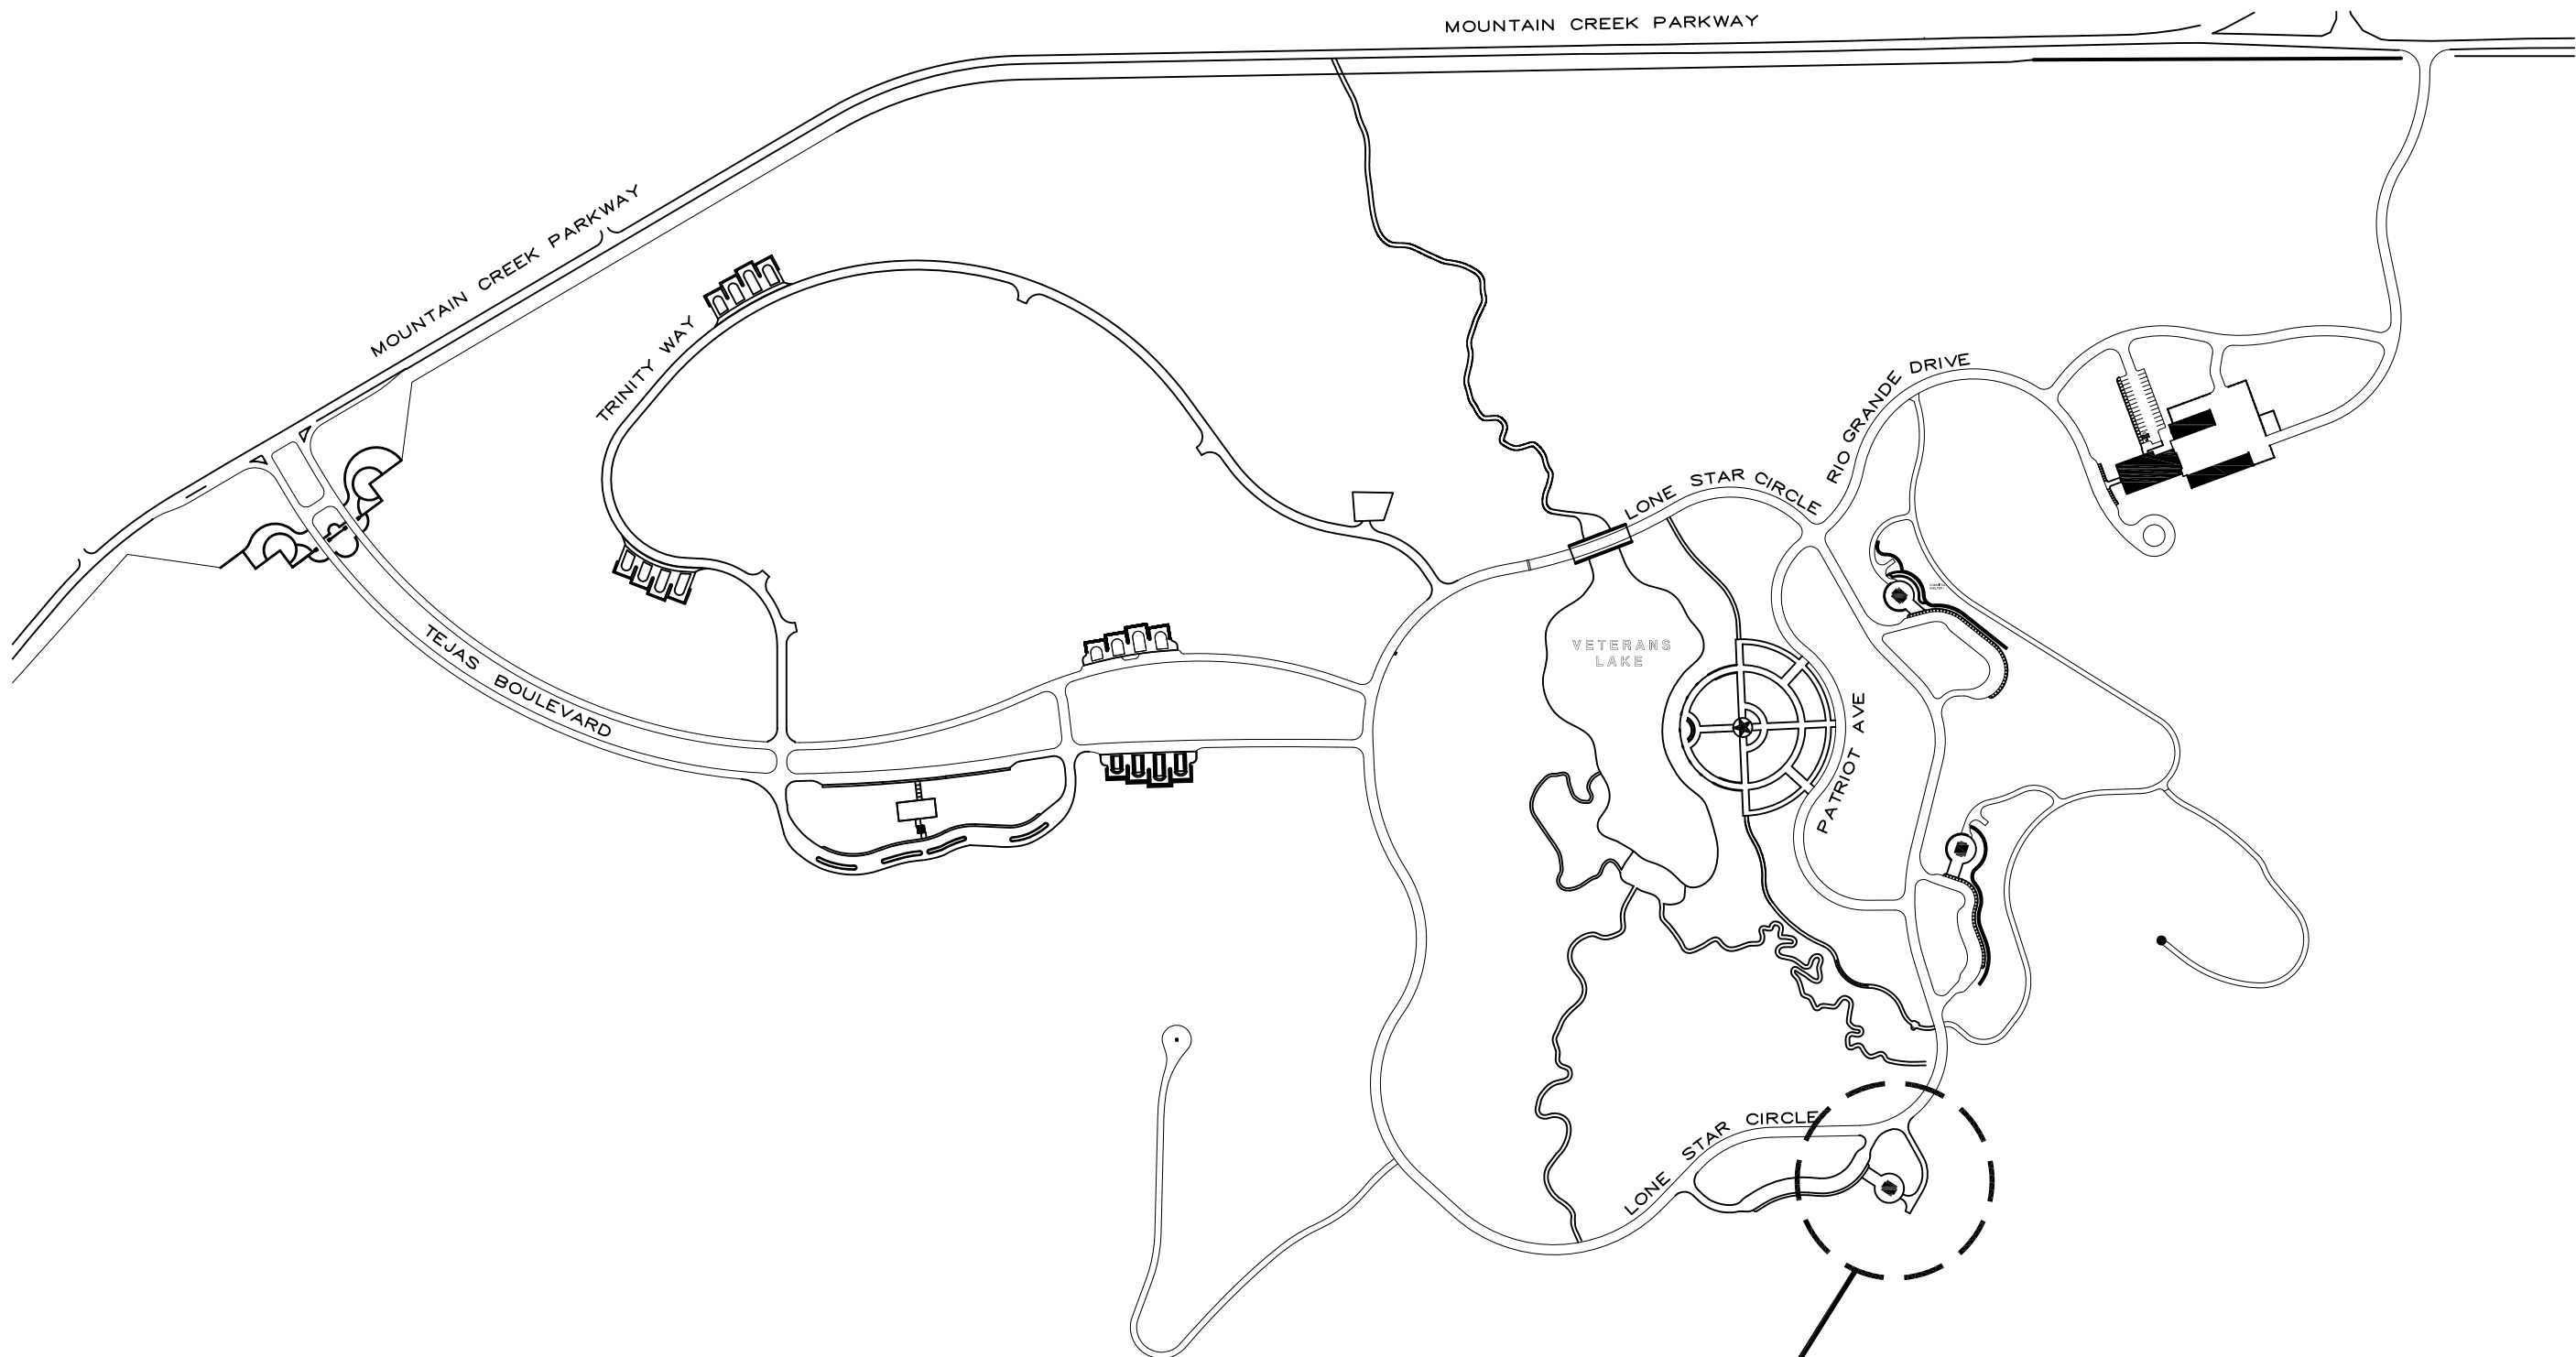 MOUNTAIN CREEK PARKWAY
MOUNTAIN CREEK PARKWAY
TRINITY WAY
RIO GRANDE DRIVE
LONE STAR CIRCLE
TEJAS BOULEVARD
VETERANS
LAKE
PATRIOT AVE
LONE STAR CIRCLE